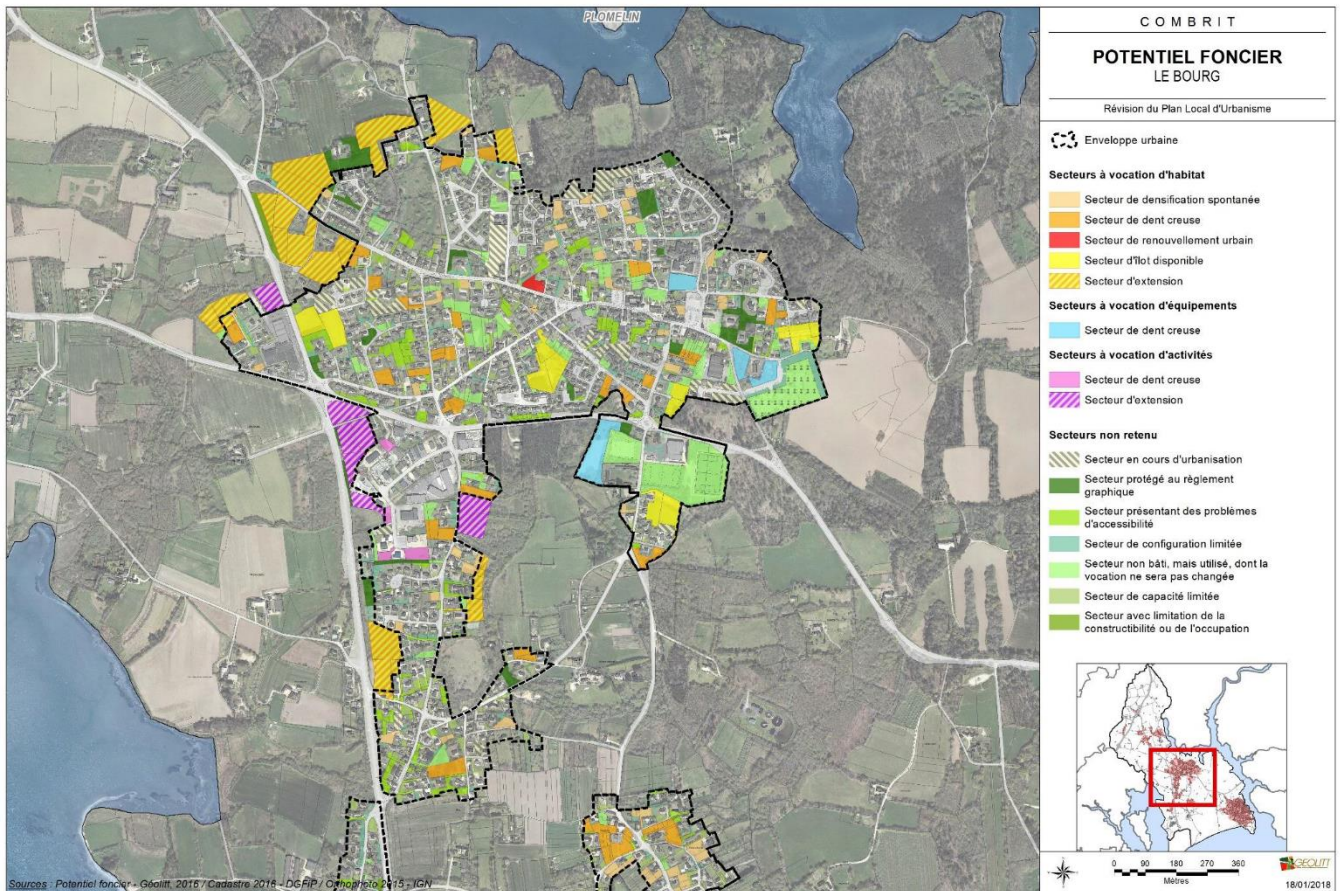 PLOMELIN
COMBRIT
POTENTIEL FONCIER
LE BOURG
Révision du Plan Local d'Urbanisme
Enveloppe urbaine
Secteurs à vocation d'habitat
Secteur de densification spontanée
Secteur de dent creuse
Secteur de renouvellement urbain
Secteur d'îlot disponible
Secteur d'extension
Secteurs à vocation d'équipements
Secteur de dent creuse
Secteurs à vocation d'activités
Secteur de dent creuse
Secteur d'extension
Secteurs non retenu
Secteur en cours d'urbanisation
Secteur protégé au règlement
graphique
Secteur présentant des problèmes
d'accessibilité
Secteur de configuration limitée
Secteur non bâti, mais utilisé, dont la
vocation ne sera pas changée
Secteur de capacité limitée
Secteur avec limitation de la
constructibilité ou de l'occupation
0 90 180 270 360
Mètres
GÉOLITT
18/01/2018
Sources : Potentiel foncier - Géolitt, 2016 / Cadastre 2016 - DGFiP / Orthophoto 2015 - IGN